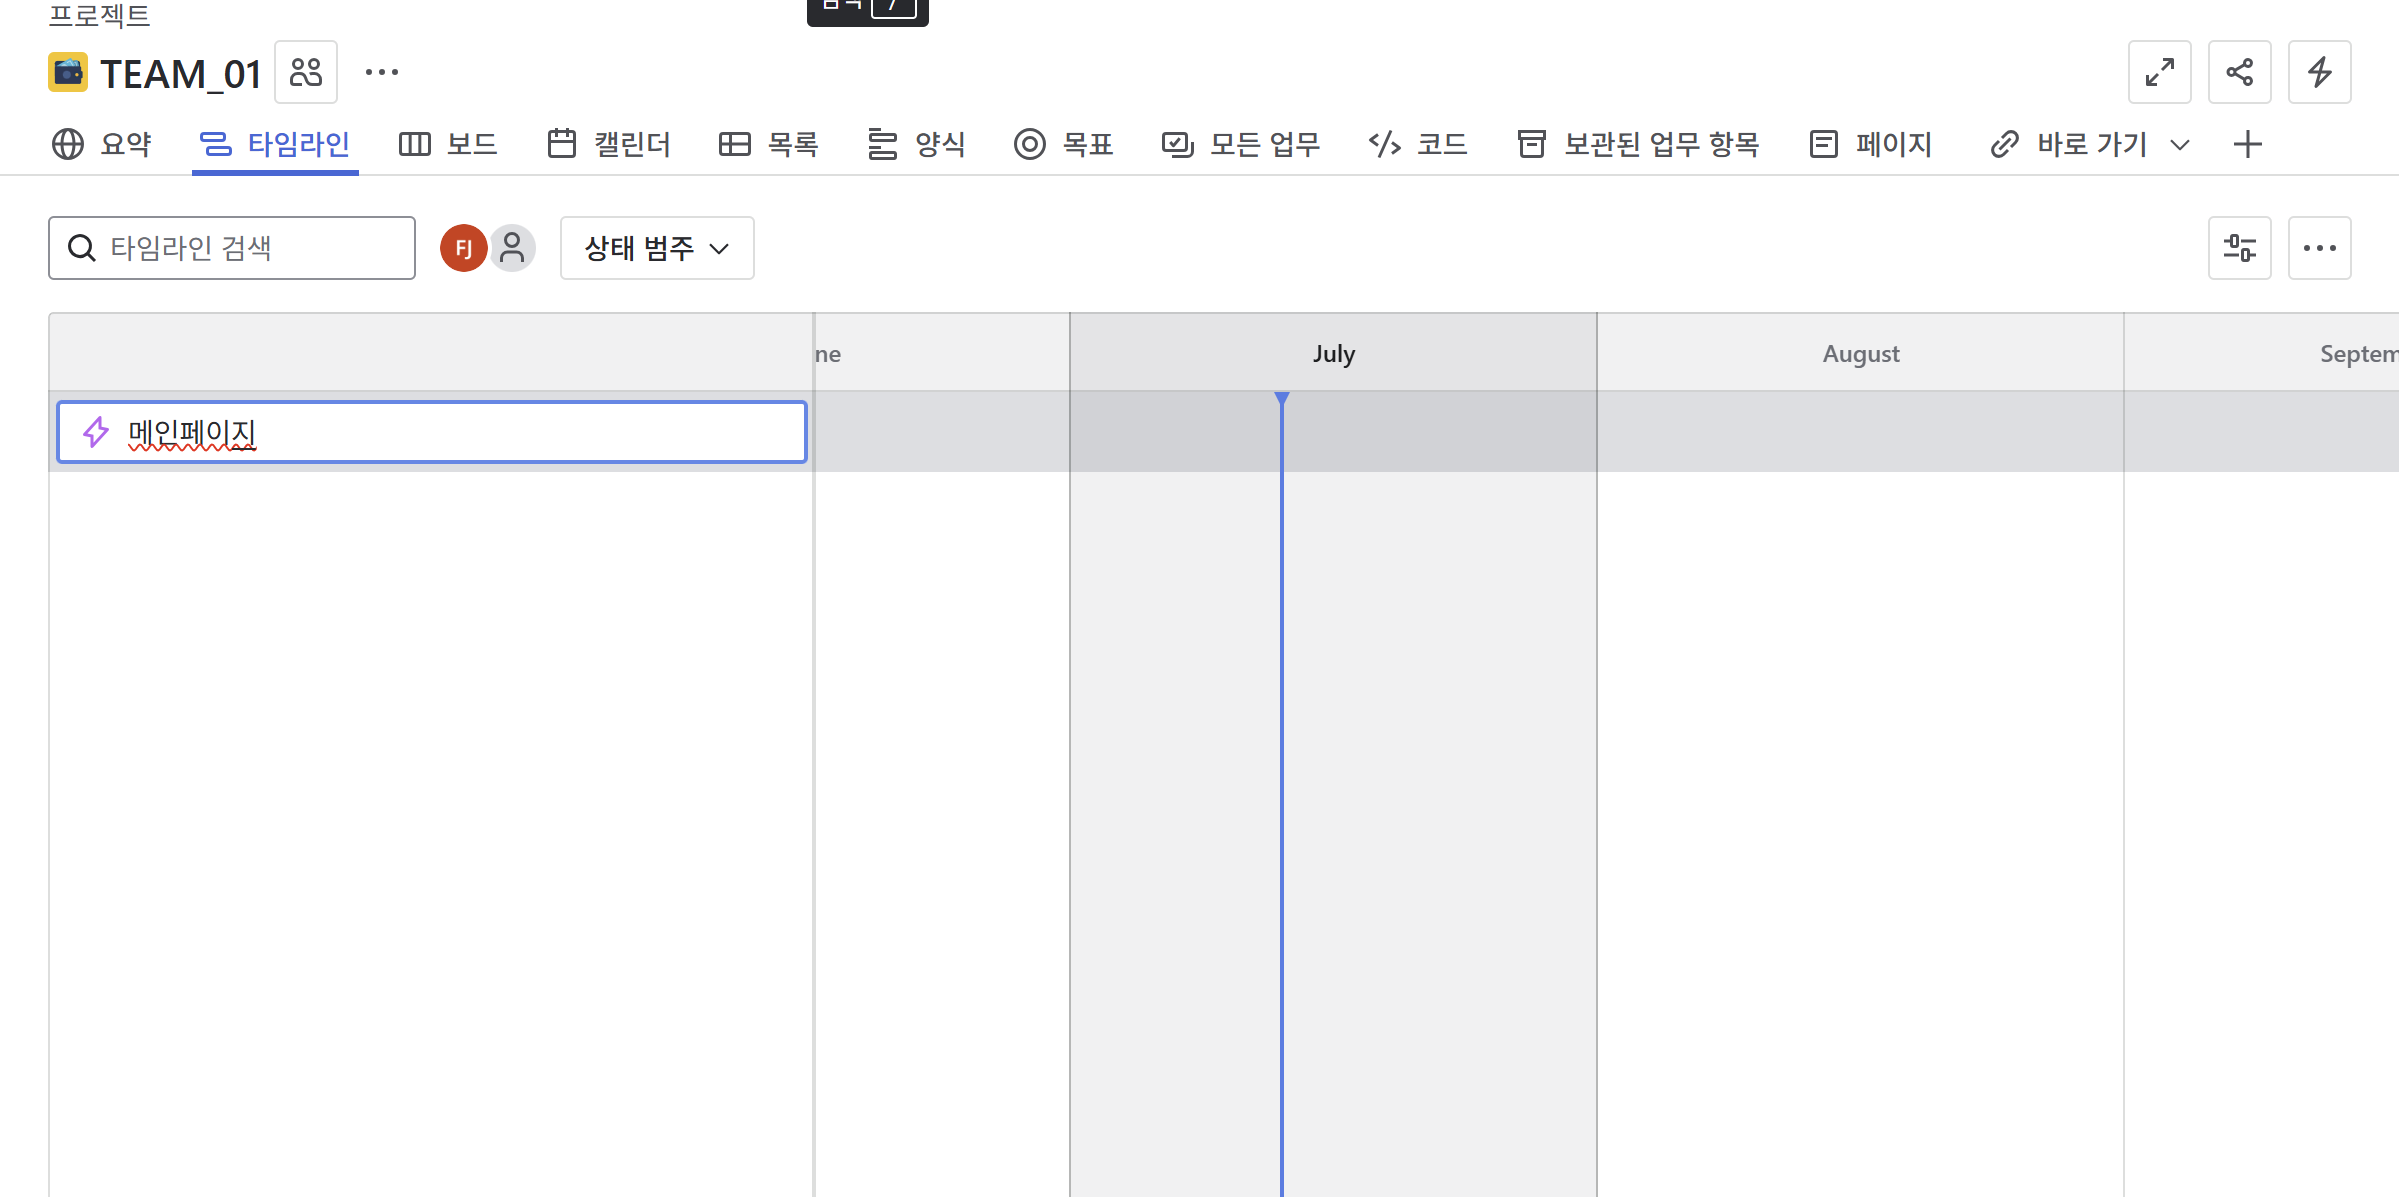 프로젝트
TEAM_01
요약 타임라인 보드 캘린더 목록 양식 목표 모든 업무 코드 보관된 업무 항목 페이지 바로 가기
타임라인 검색 FJ 상태 범주
ne July August Septem
메인페이지